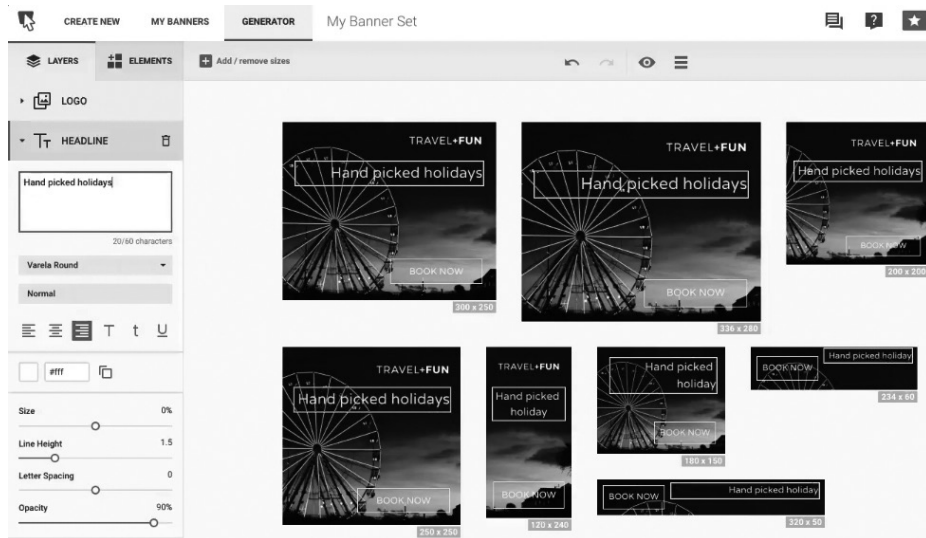 CREATE NEW
MY BANNERS
GENERATOR
My Banner Set
LAYERS
ELEMENTS
Add / remove sizes
LOGO
HEADLINE
Hand picked holidays
20/60 characters
Varela Round
Normal
T t U
#fff
Size 0%
Line Height 1.5
Letter Spacing 0
Opacity 90%
TRAVEL+FUN
Hand picked holidays
BOOK NOW
300 x 250
TRAVEL+FUN
Hand picked holidays
BOOK NOW
336 x 280
TRAVEL+FUN
Hand picked holidays
BOOK NOW
200 x 200
TRAVEL+FUN
Hand picked holidays
BOOK NOW
250 x 250
TRAVEL+FUN
Hand picked
holiday
BOOK NOW
120 x 240
Hand picked
holiday
BOOK NOW
180 x 150
Hand picked holiday
BOOK NOW
234 x 60
BOOK NOW
Hand picked holiday
320 x 50